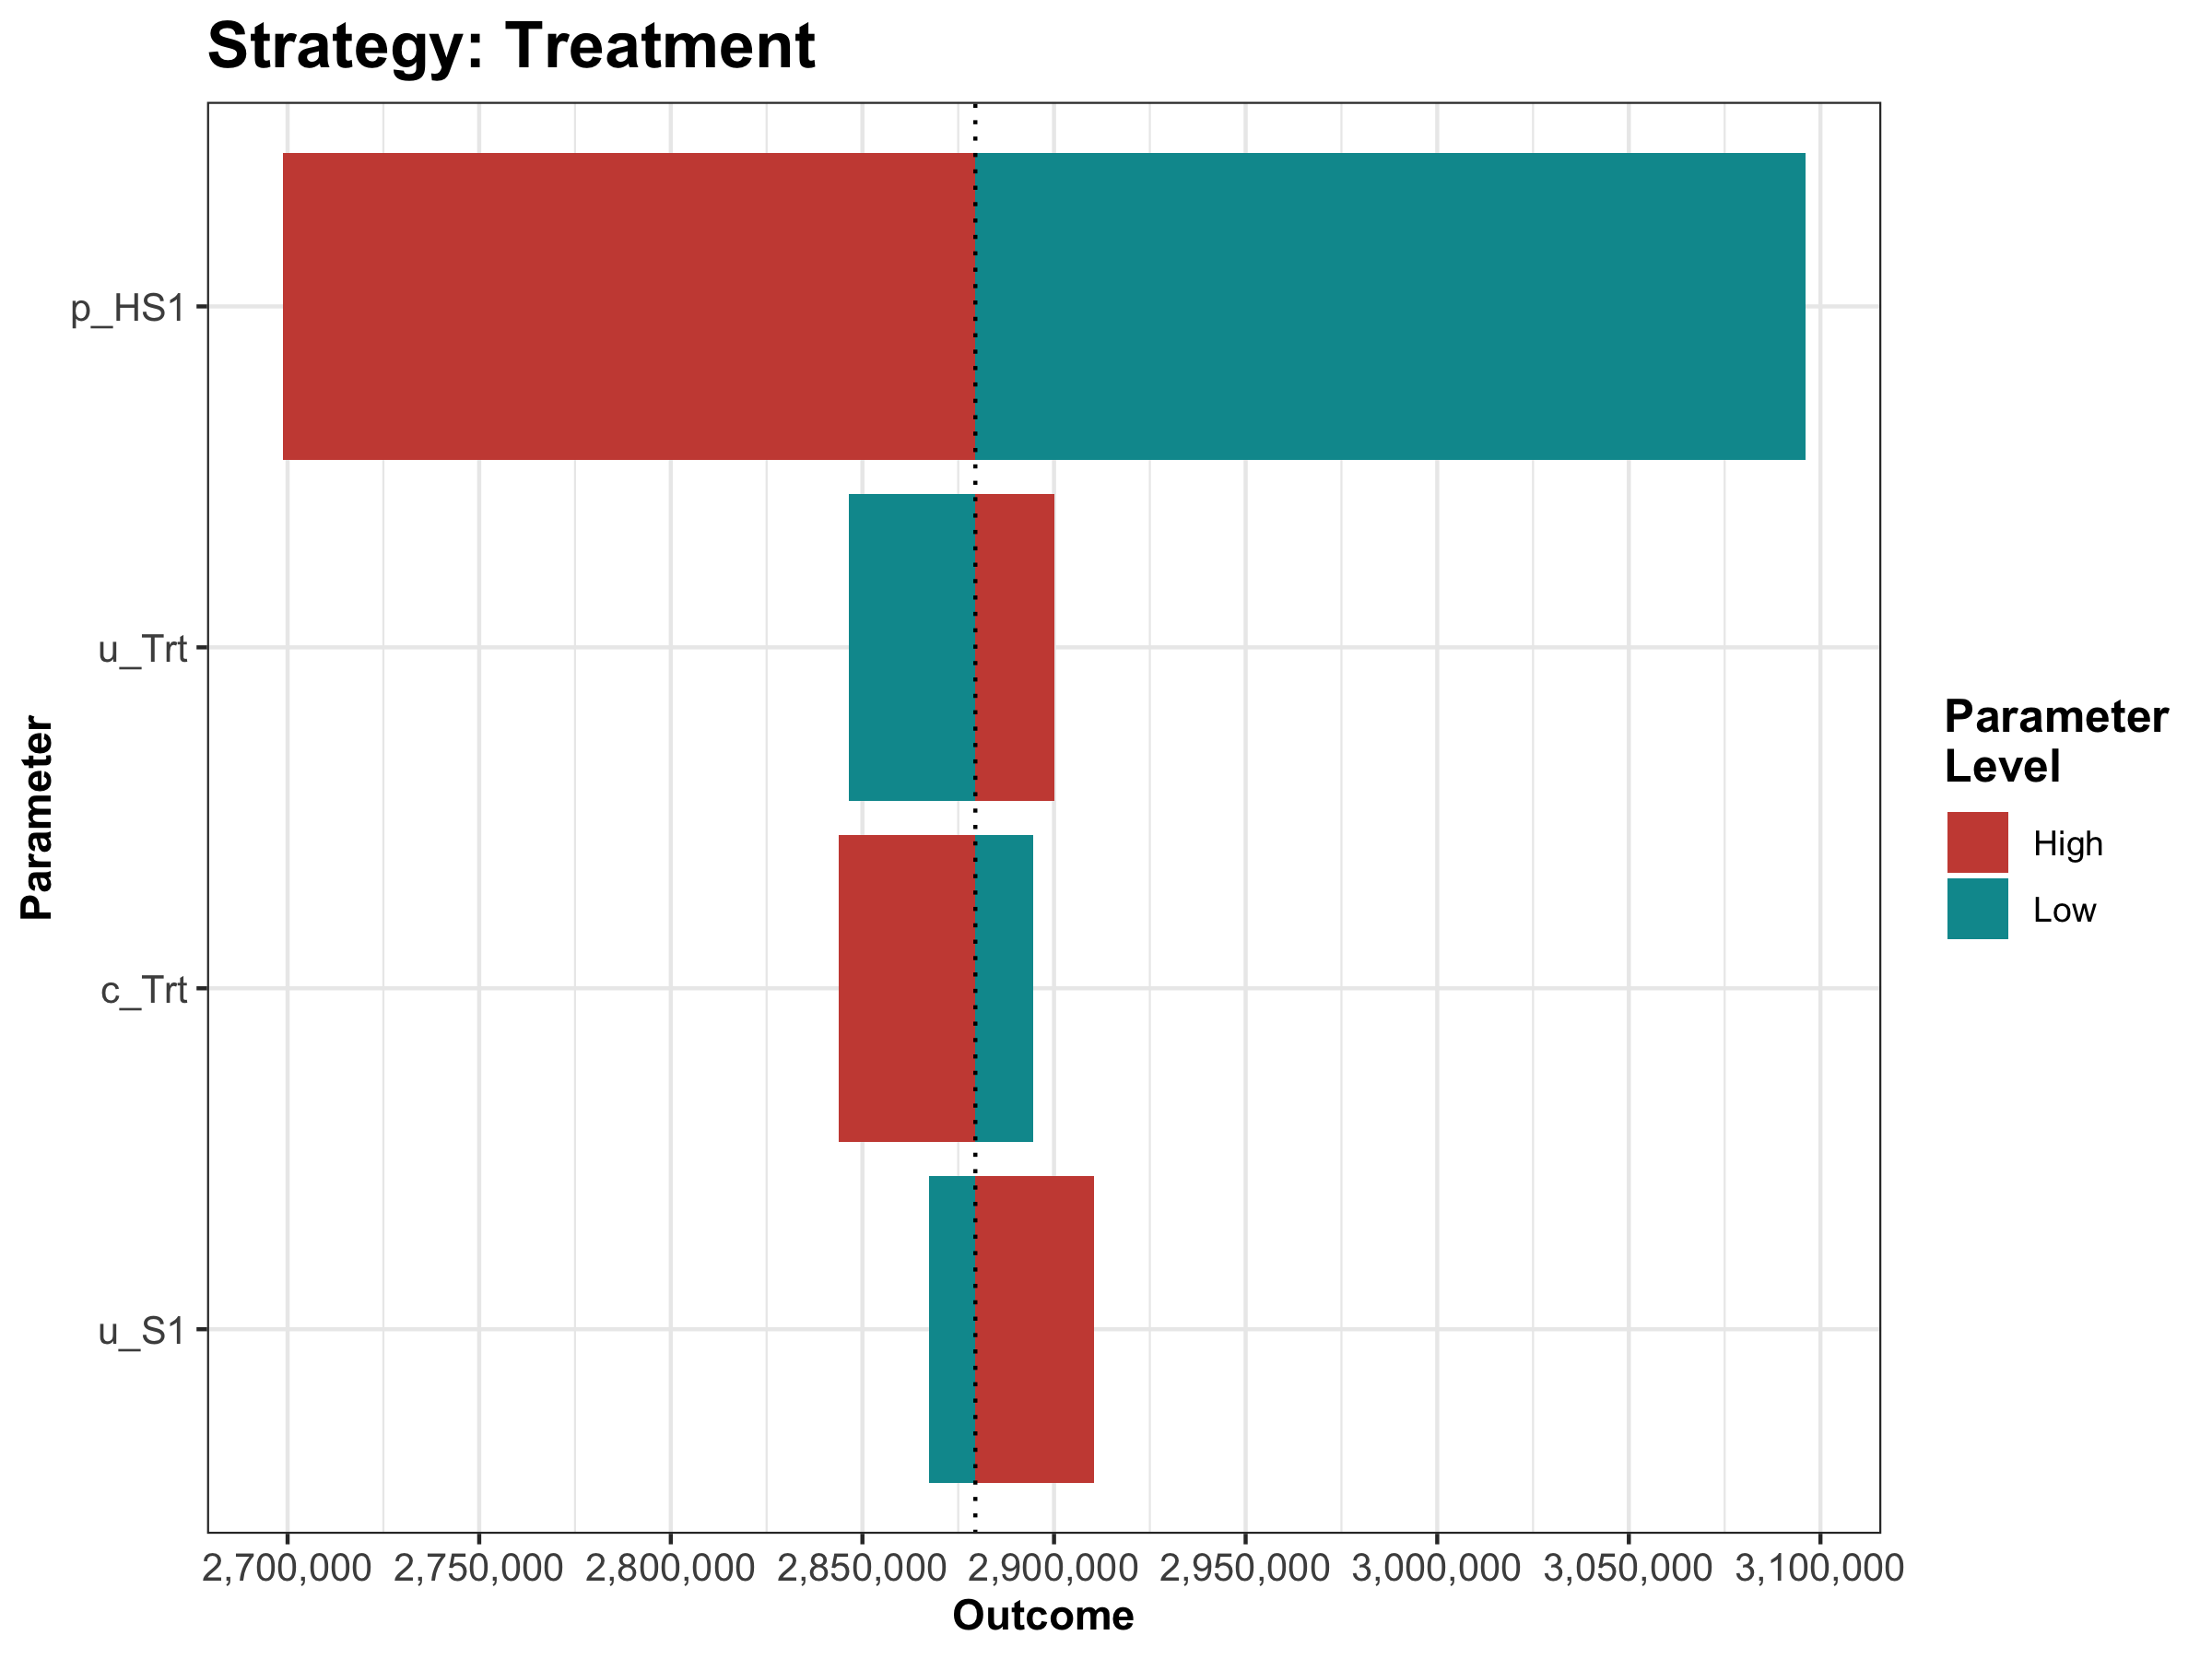 Strategy: Treatment
Parameter
p_HS1
u_Trt
c_Trt
u_S1
2,700,000 2,750,000 2,800,000 2,850,000 2,900,000 2,950,000 3,000,000 3,050,000 3,100,000
Outcome
Parameter
Level
High
Low